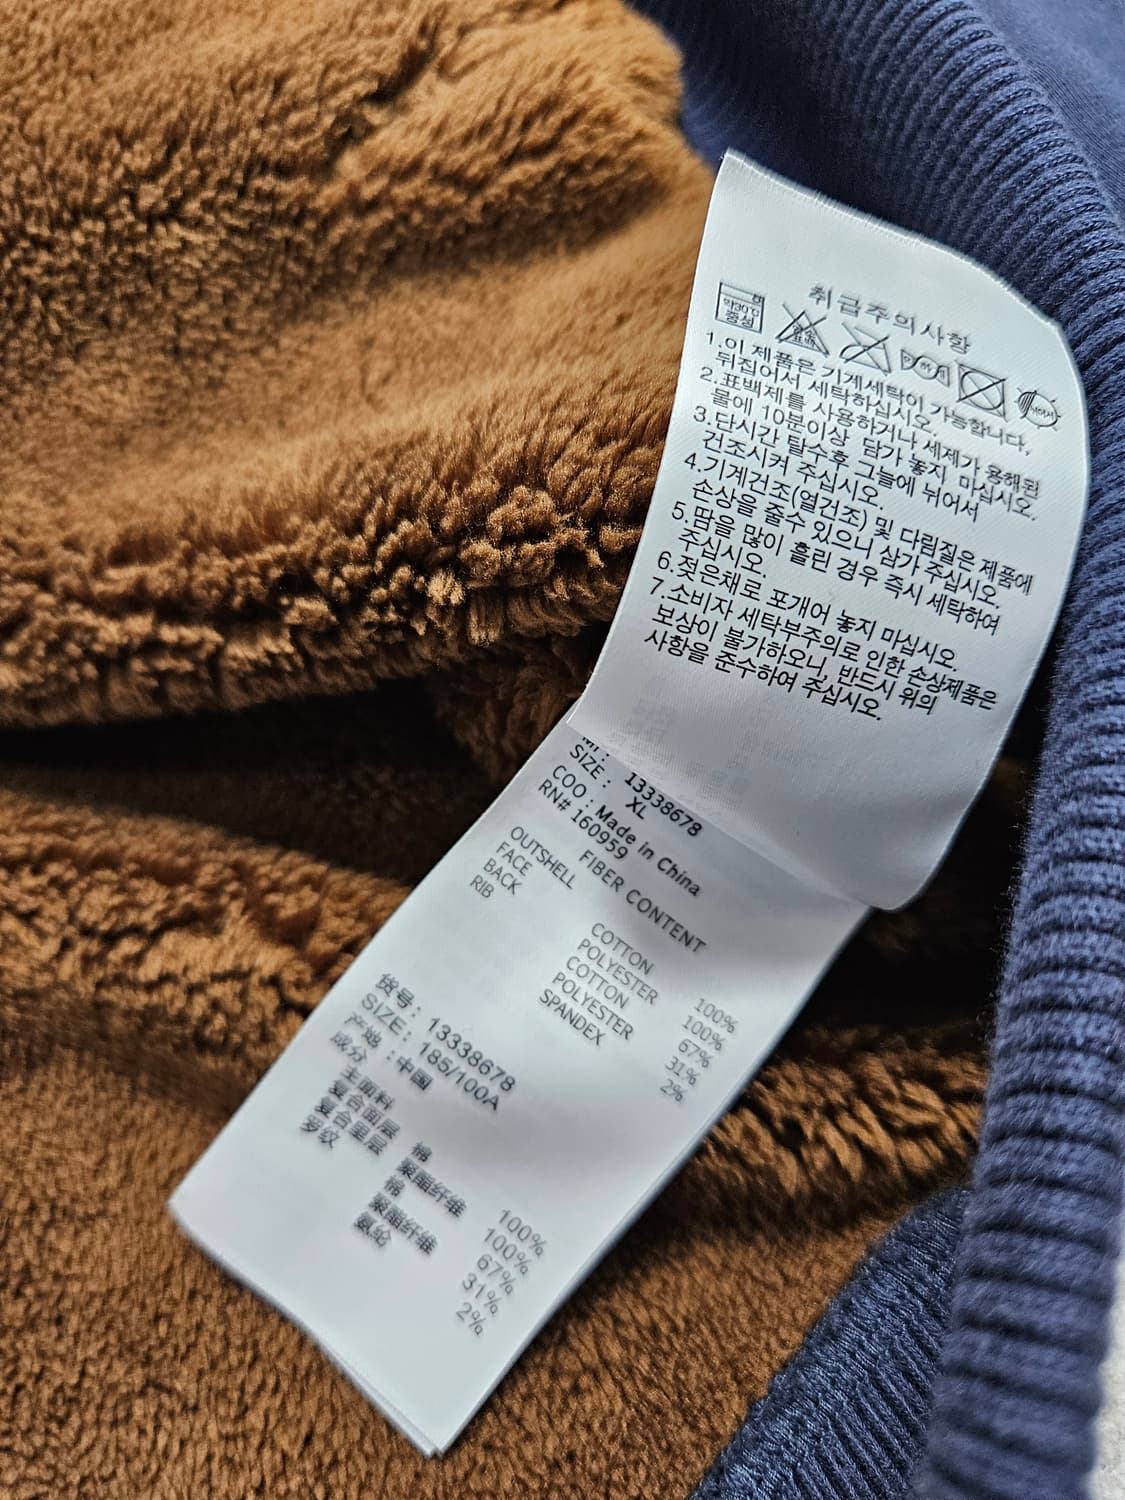 취급주의사항
약30℃
중성
1.이 제품은 기계세탁이 가능합니다,
뒤집어서 세탁하십시오.
2.표백제를 사용하거나 세제가 용해된
물에 10분이상 담가 놓지 마십시오.
3.단시간 탈수후 그늘에 뉘어서
건조시켜 주십시오.
4.기계건조(열건조) 및 다림질은 제품에
손상을 줄수 있으니 삼가 주십시오.
5.땀을 많이 흘린 경우 즉시 세탁하여
주십시오.
6.젖은채로 포개어 놓지 마십시오.
7.소비자 세탁부주의로 인한 손상제품은
보상이 불가하오니, 반드시 위의
사항을 준수하여 주십시오.
13338678
SIZE : XL
COO : Made in China
RN# 160959
FIBER CONTENT
OUTSHELL
FACE COTTON 100%
BACK POLYESTER 100%
RIB COTTON 67%
POLYESTER 31%
SPANDEX 2%
货号: 13338678
SIZE: 185/100A
产地 :中国
成分
主面料
复合面层 棉 100%
复合里层 聚酯纤维 100%
罗纹 棉 67%
聚酯纤维 31%
氨纶 2%